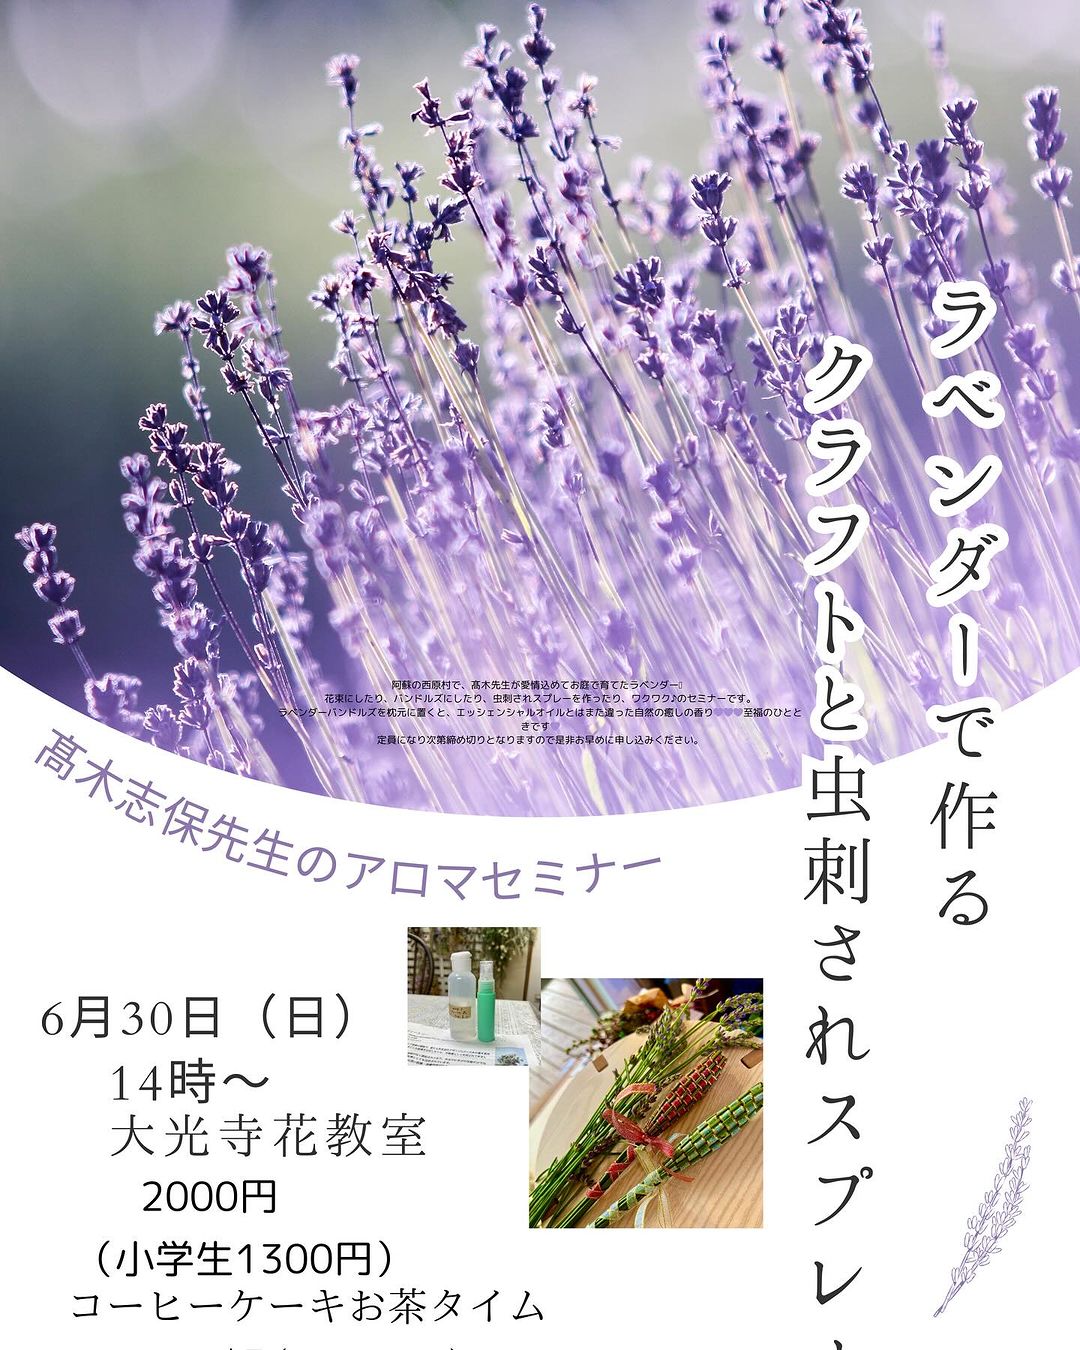 ラベンダーで作る
クラフトと虫刺されスプレ
阿蘇の西原村で、髙木先生が愛情込めてお庭で育てたラベンダー
花束にしたり、バンドルズにしたり、虫刺されスプレーを作ったり、ワクワク♪のセミナーです。
ラベンダーバンドルズを枕元に置くと、エッシェンシャルオイルとはまた違った自然の癒しの香り💜💜💜至福のひとと
きです
定員になり次第締め切りとなりますので是非お早めに申し込みください。
髙木志保先生のアロマセミナー
6月30日（日）
14時〜
大光寺花教室
2000円
（小学生1300円）
コーヒーケーキお茶タイム